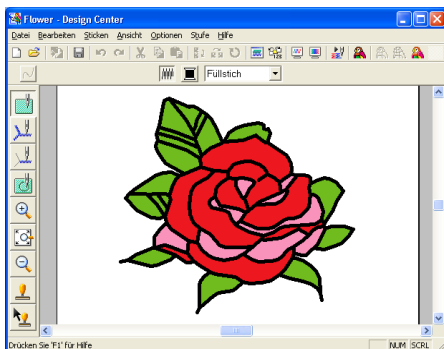 Flower - Design Center
Datei Bearbeiten Sticken Ansicht Optionen Stufe Hilfe
Füllstich
Drücken Sie 'F1' für Hilfe
NUM SCRL